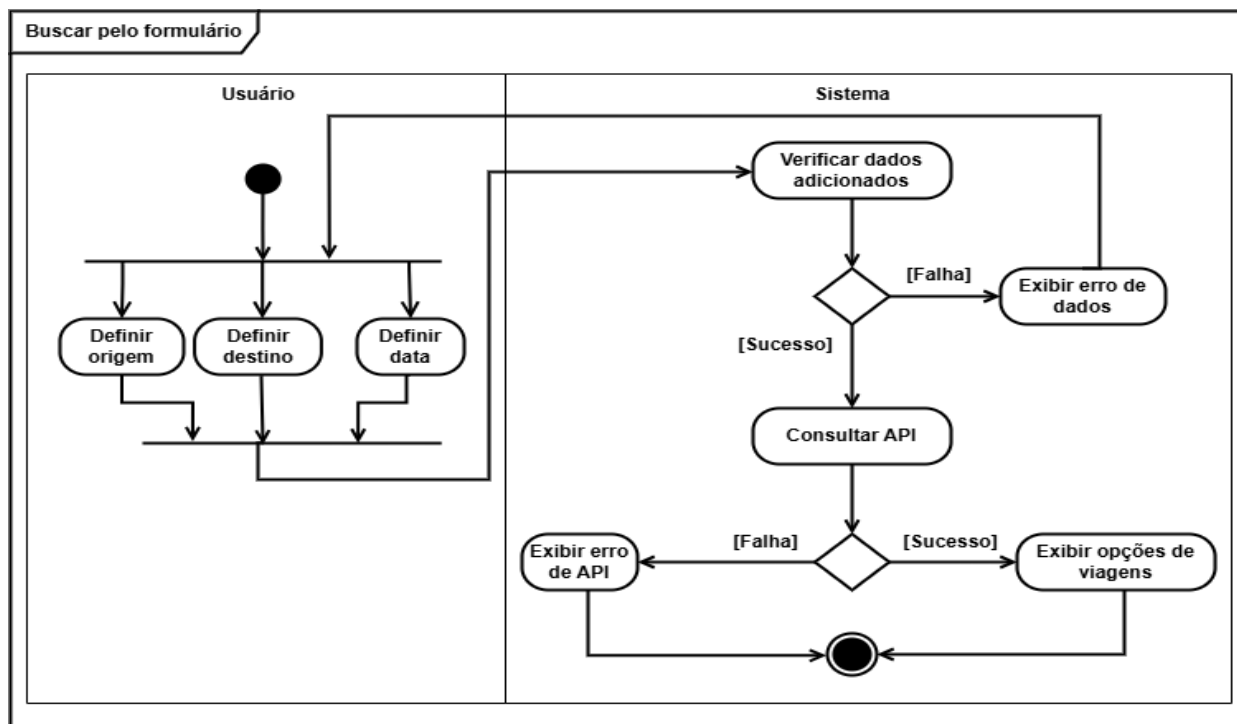 Buscar pelo formulário
Usuário
Sistema
Verificar dados
adicionados
[Falha]
Exibir erro de
dados
Definir
origem
Definir
destino
Definir
data
[Sucesso]
Consultar API
[Falha]
[Sucesso]
Exibir erro
de API
Exibir opções de
viagens